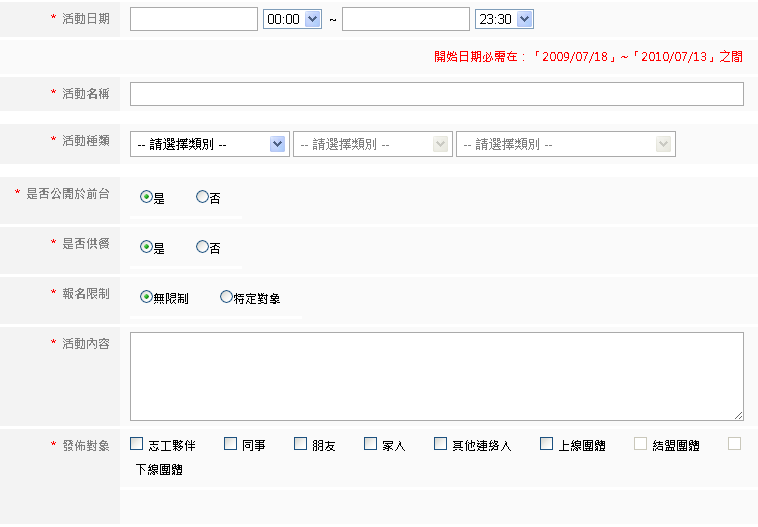 * 活動日期 00:00 ~ 23:30
開始日期必需在：「2009/07/18」~「2010/07/13」之間
* 活動名稱
* 活動種類 -- 請選擇類別 -- -- 請選擇類別 -- -- 請選擇類別 --
* 是否公開於前台 是 否
* 是否供餐 是 否
* 報名限制 無限制 特定對象
* 活動內容
* 發佈對象 志工夥伴 同事 朋友 家人 其他連絡人 上線團體 結盟團體
下線團體